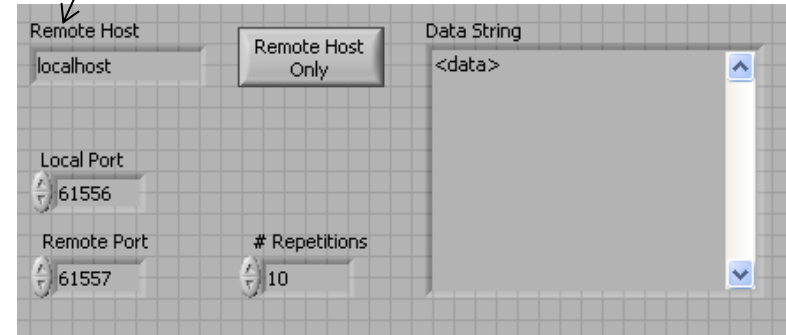 Remote Host
localhost
Remote Host
Only
Data String
<data>
Local Port
61556
Remote Port
61557
# Repetitions
10